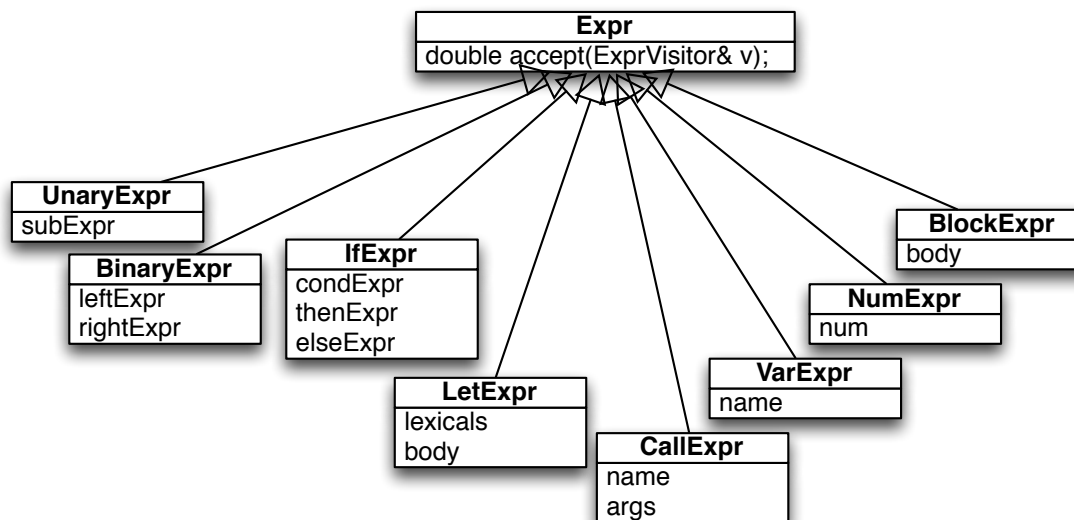 Expr
double accept(ExprVisitor& v);
UnaryExpr
subExpr
BinaryExpr
leftExpr
rightExpr
IfExpr
condExpr
thenExpr
elseExpr
LetExpr
lexicals
body
CallExpr
name
args
VarExpr
name
NumExpr
num
BlockExpr
body